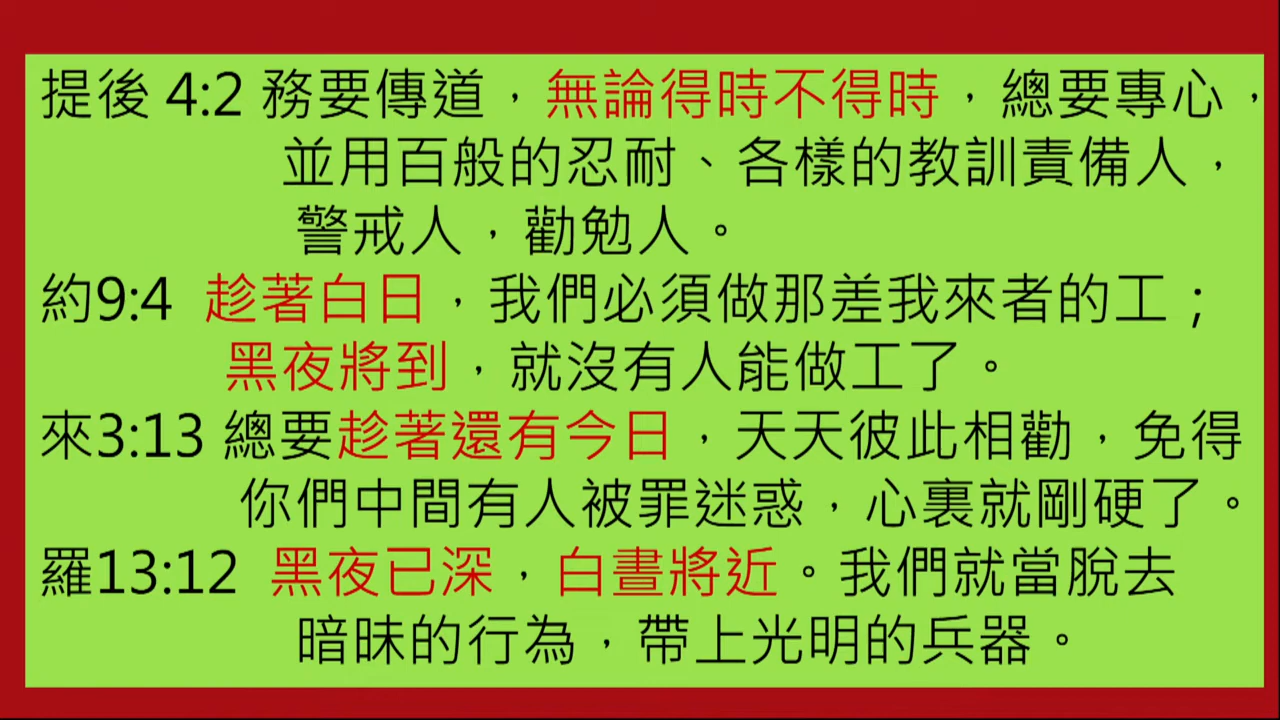 提後 4:2 務要傳道，無論得時不得時，總要專心，
並用百般的忍耐、各樣的教訓責備人，
警戒人，勸勉人。
約9:4 趁著白日，我們必須做那差我來者的工；
黑夜將到，就沒有人能做工了。
來3:13 總要趁著還有今日，天天彼此相勸，免得
你們中間有人被罪迷惑，心裏就剛硬了。
羅13:12 黑夜已深，白晝將近。我們就當脫去
暗昧的行為，帶上光明的兵器。